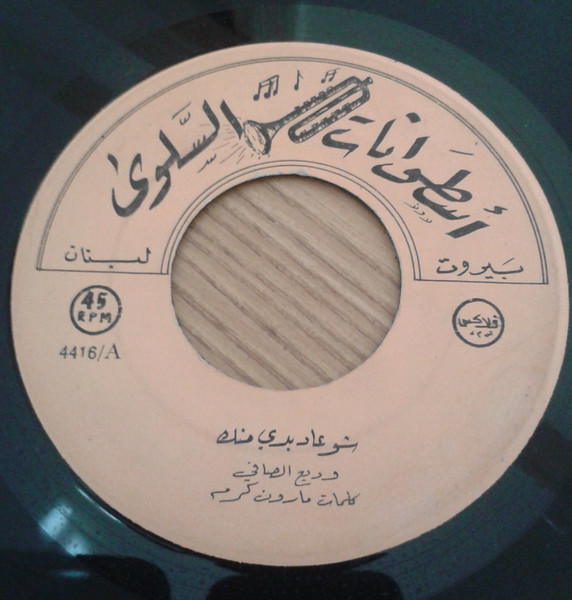 أسطوانات السلوى
بيروت
لبنان
45
RPM
4416/A
فلاكس
شو عاد بدي منك
وديع الصافي
كلمات مارون كرم